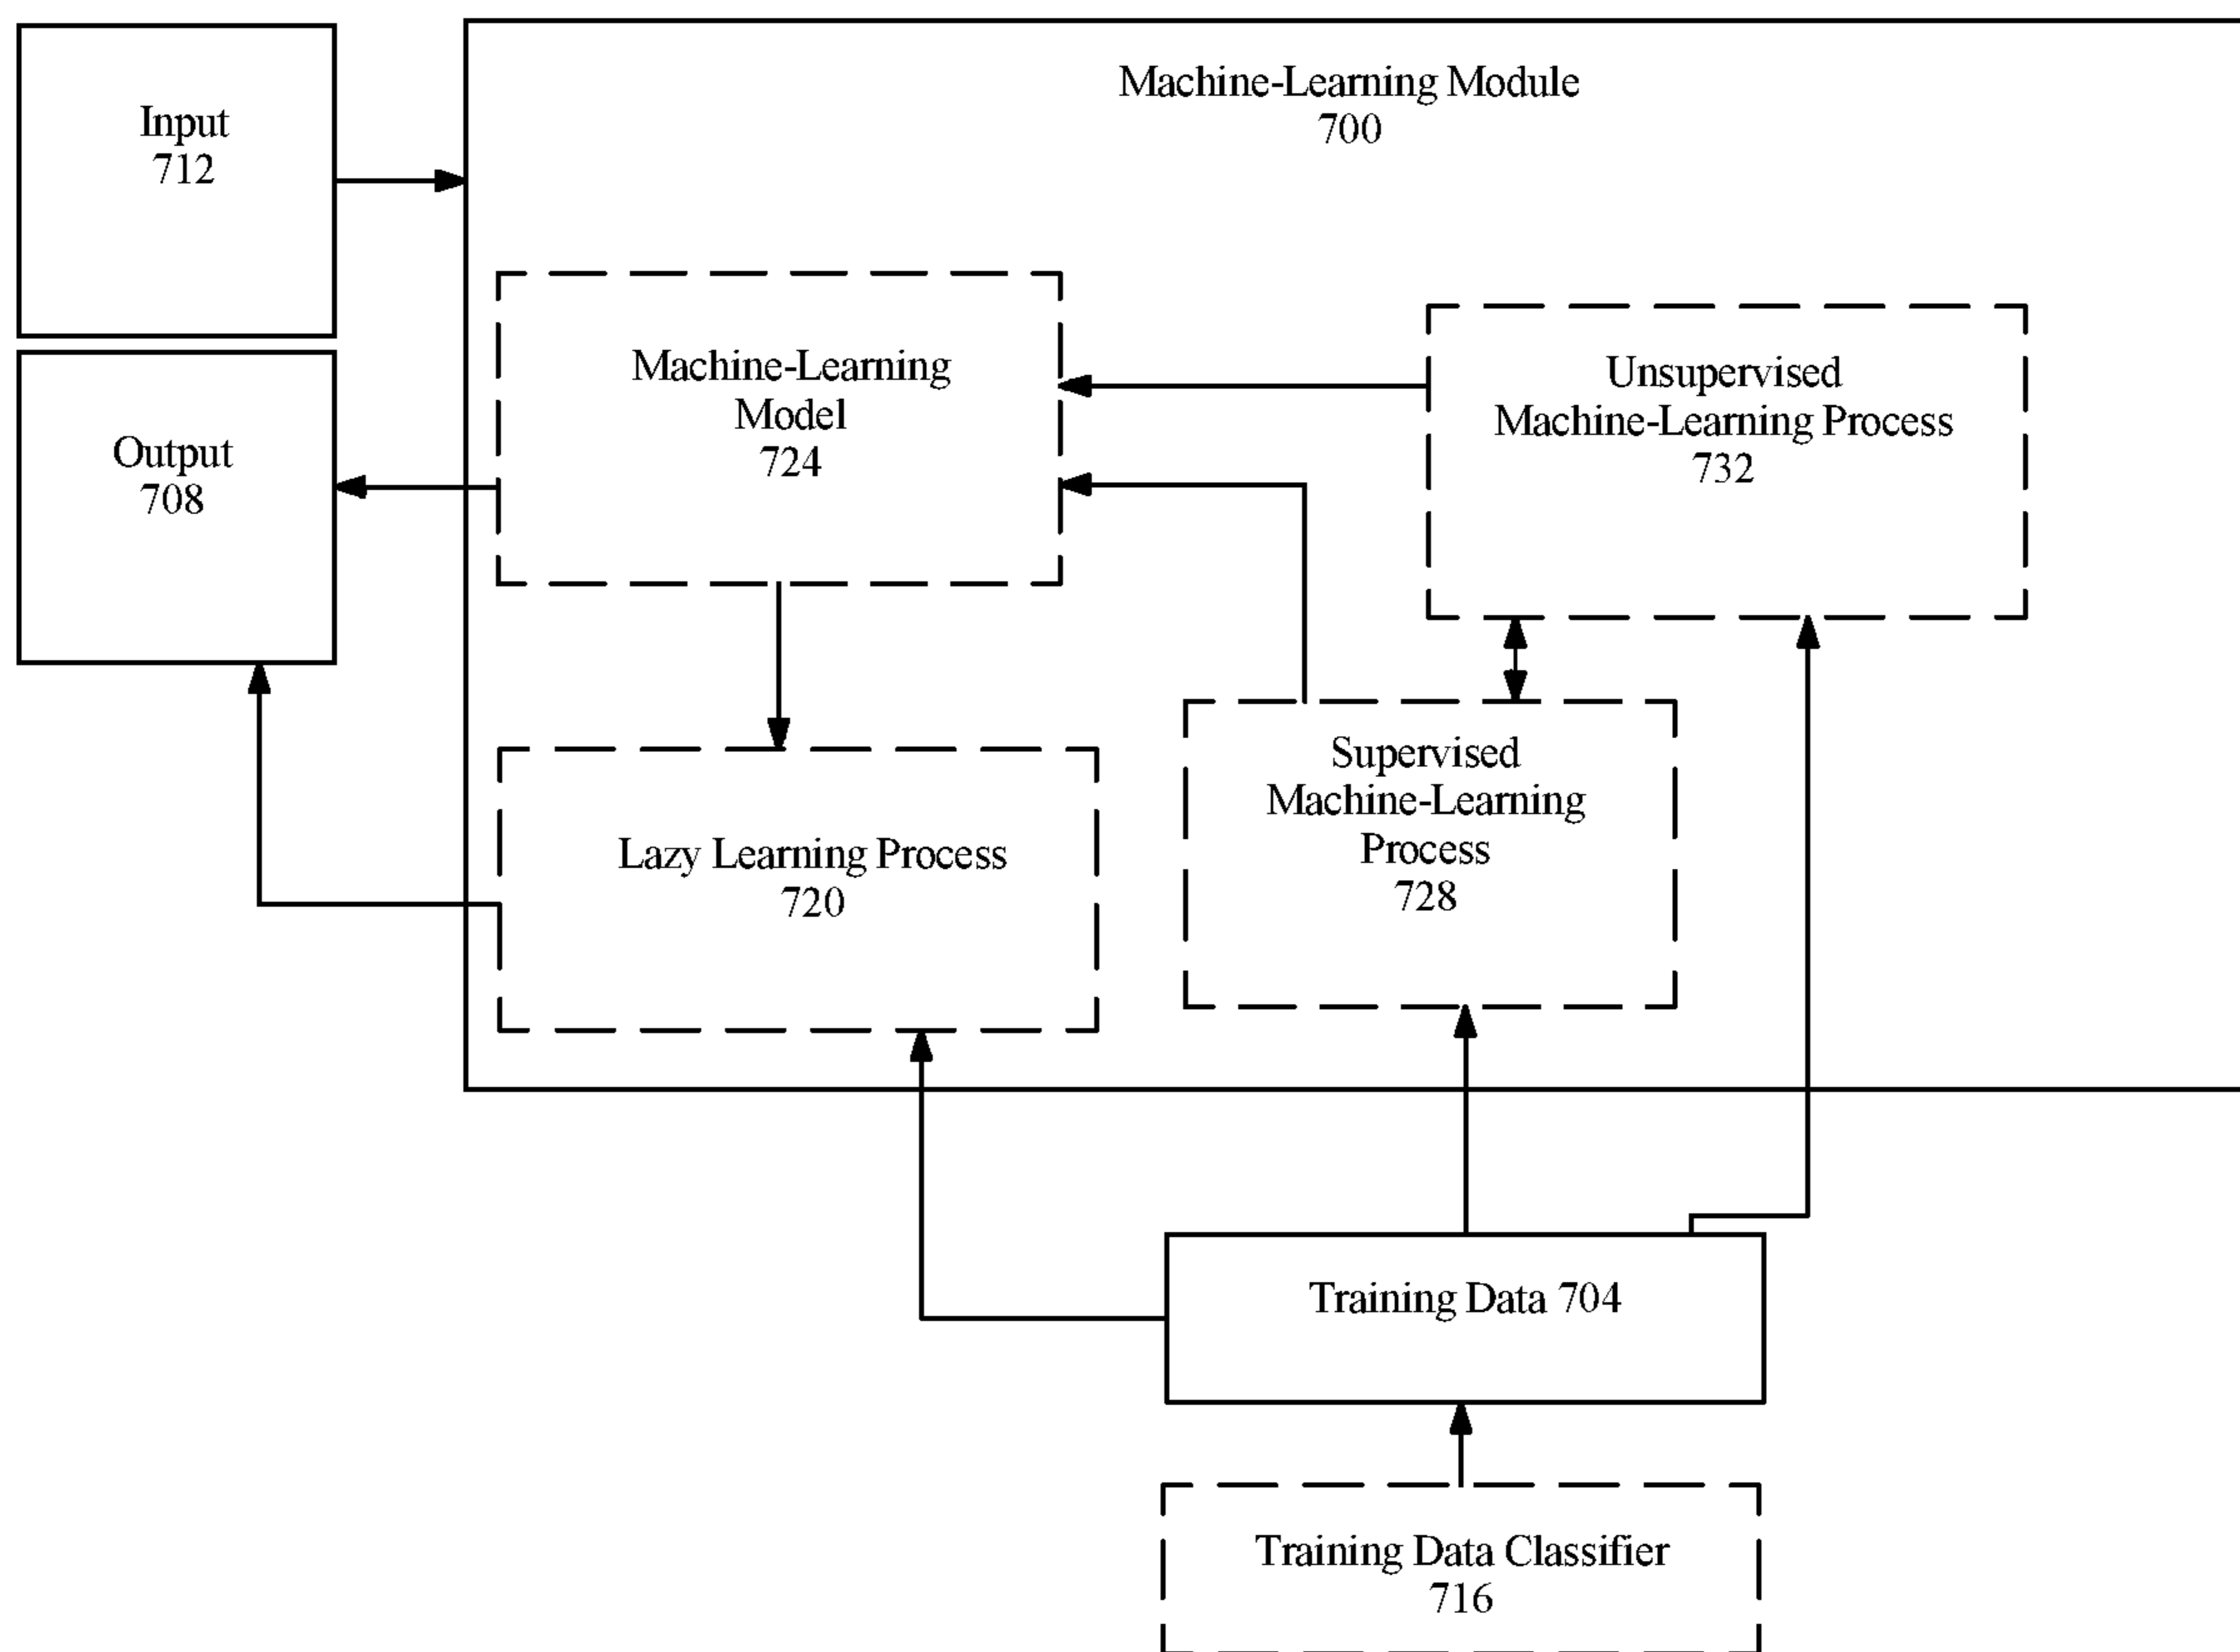 Input
712
Machine-Learning Module
700
Machine-Learning
Model
724
Unsupervised
Machine-Learning Process
732
Output
708
Lazy Learning Process
720
Supervised
Machine-Learning
Process
728
Training Data 704
Training Data Classifier
716